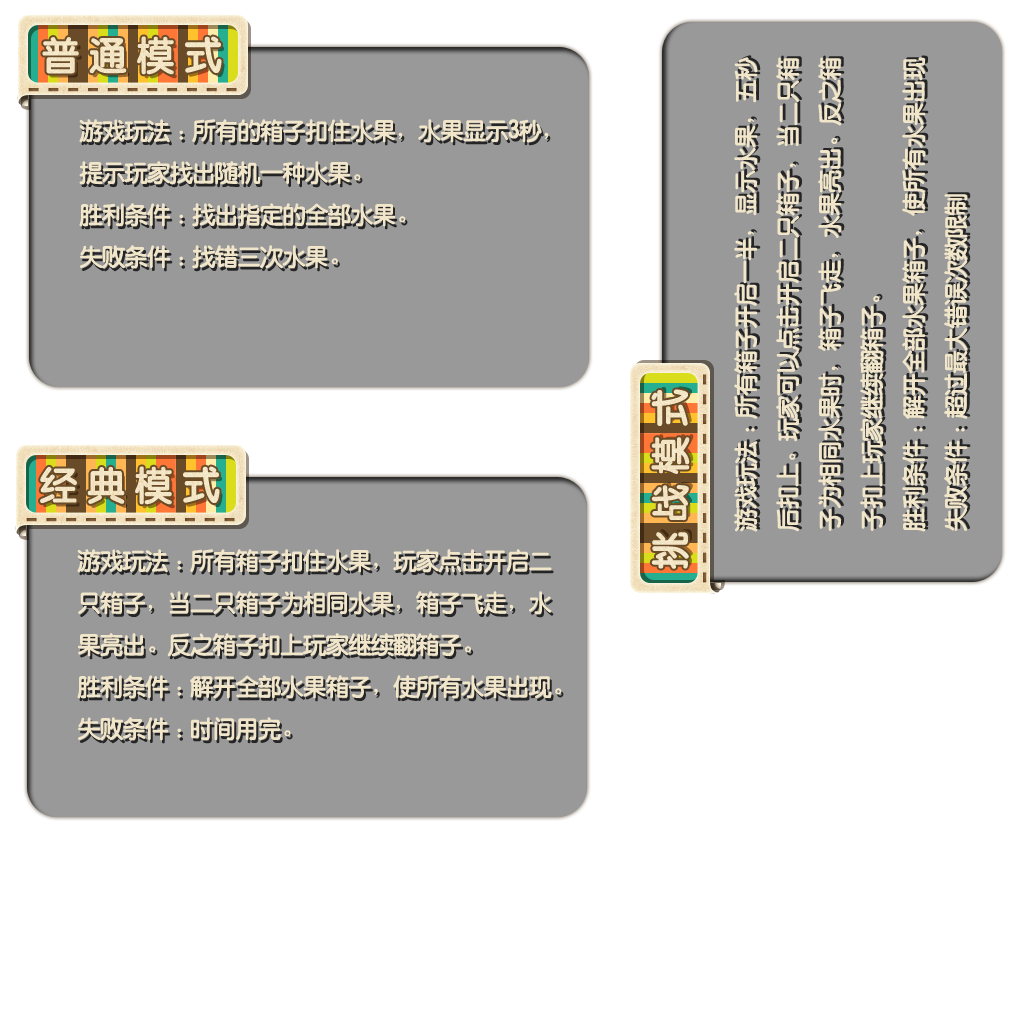 普通模式
游戏玩法：所有的箱子扣住水果，水果显示3秒，
提示玩家找出随机一种水果。
胜利条件：找出指定的全部水果。
失败条件：找错三次水果。
经典模式
游戏玩法：所有箱子扣住水果，玩家点击开启二
只箱子，当二只箱子为相同水果，箱子飞走，水
果亮出。反之箱子扣上玩家继续翻箱子。
胜利条件：解开全部水果箱子，使所有水果出现。
失败条件：时间用完。
挑战模式
游戏玩法：所有箱子开启一半，显示水果，五秒
后扣上。玩家可以点击开启二只箱子，当二只箱
子为相同水果时，箱子飞走，水果亮出。反之箱
子扣上玩家继续翻箱子。
胜利条件：解开全部水果箱子，使所有水果出现
失败条件：超过最大错误次数限制